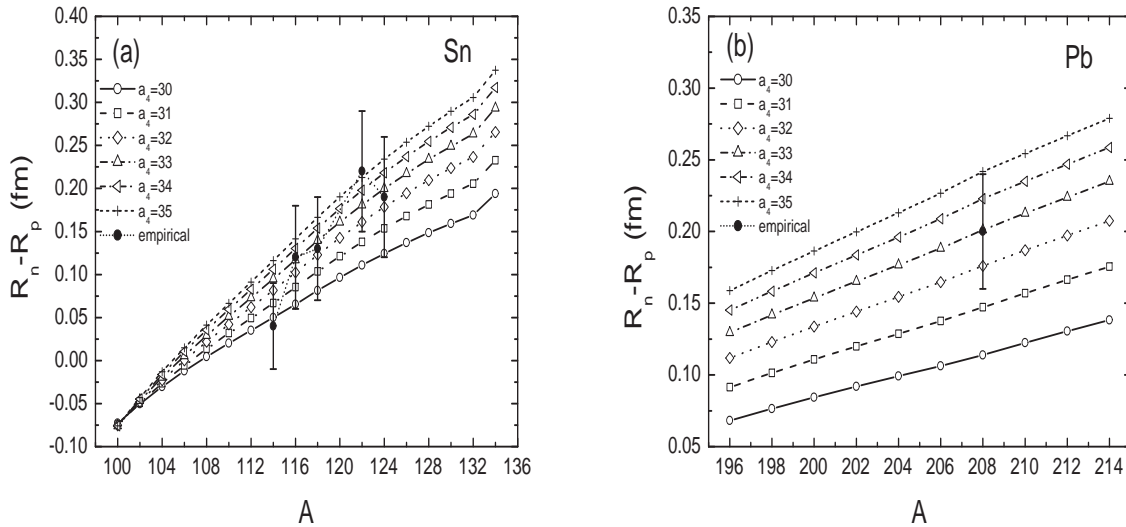 (a)
Sn
a4=30
a4=31
a4=32
a4=33
a4=34
a4=35
empirical
Rn-Rp (fm)
0.40
0.35
0.30
0.25
0.20
0.15
0.10
0.05
0.00
-0.05
-0.10
100 104 108 112 116 120 124 128 132 136
A
(b)
Pb
a4=30
a4=31
a4=32
a4=33
a4=34
a4=35
empirical
Rn-Rp (fm)
0.35
0.30
0.25
0.20
0.15
0.10
0.05
196 198 200 202 204 206 208 210 212 214
A